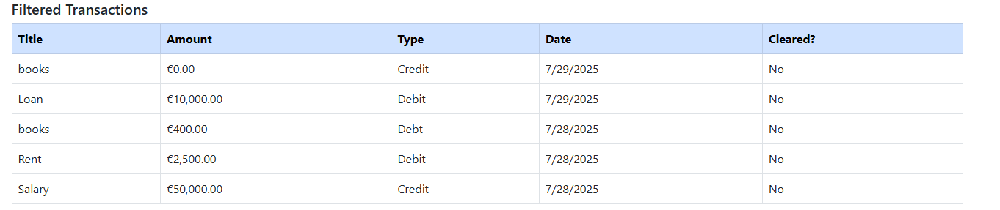 Filtered Transactions
Title Amount Type Date Cleared?
books €0.00 Credit 7/29/2025 No
Loan €10,000.00 Debit 7/29/2025 No
books €400.00 Debt 7/28/2025 No
Rent €2,500.00 Debit 7/28/2025 No
Salary €50,000.00 Credit 7/28/2025 No